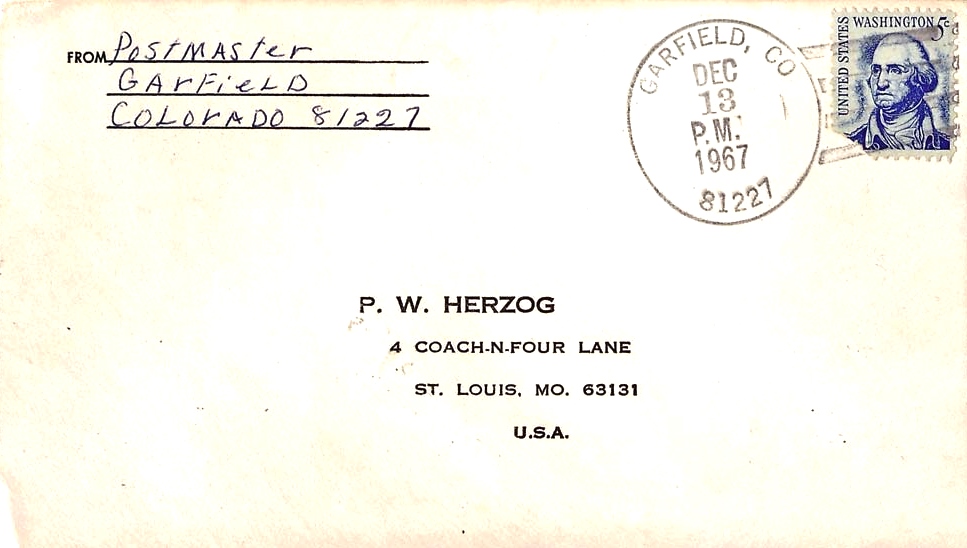 FROM Postmaster
Garfield
Colorado 81227
GARFIELD, CO
DEC
13
P.M.
1967
81227
UNITED STATES
WASHINGTON 5c
P. W. HERZOG
4 COACH-N-FOUR LANE
ST. LOUIS, MO. 63131
U.S.A.